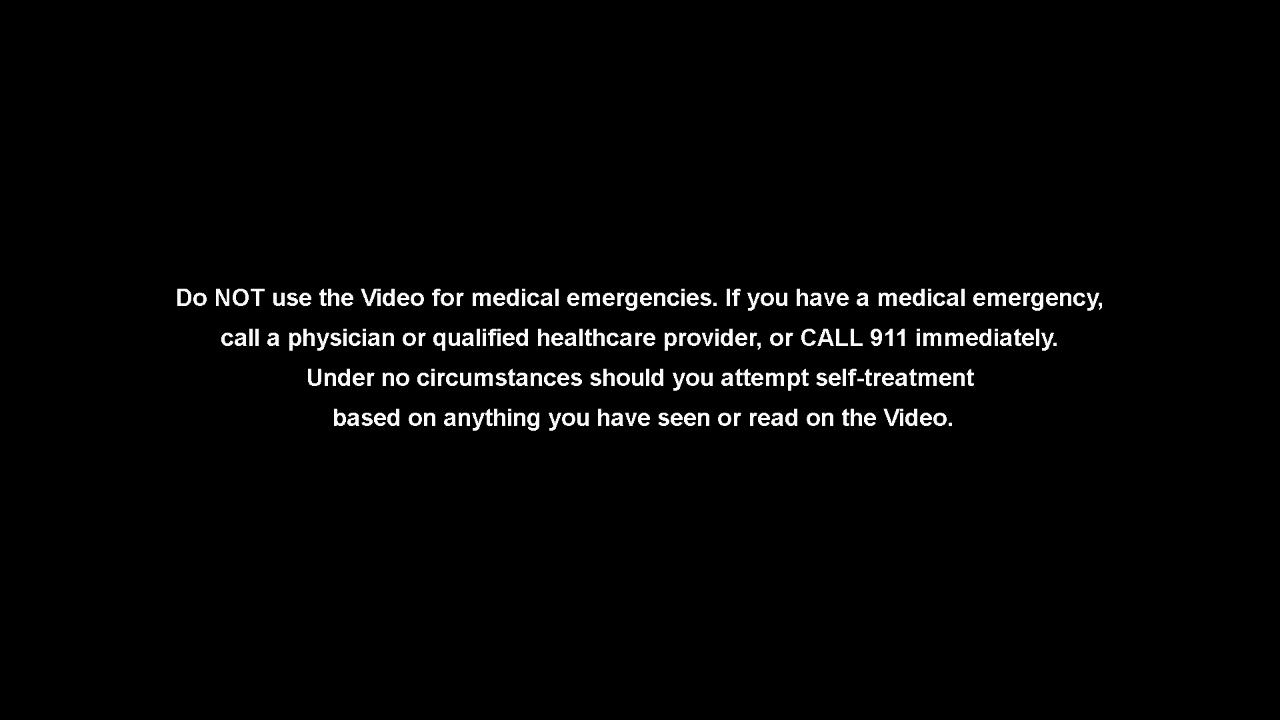 Do NOT use the Video for medical emergencies. If you have a medical emergency,
call a physician or qualified healthcare provider, or CALL 911 immediately.
Under no circumstances should you attempt self-treatment
based on anything you have seen or read on the Video.